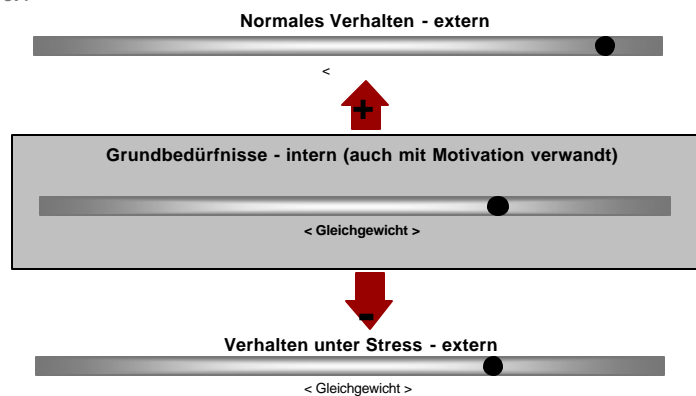 Normales Verhalten - extern
<
+
Grundbedürfnisse - intern (auch mit Motivation verwandt)
< Gleichgewicht >
-
Verhalten unter Stress - extern
< Gleichgewicht >